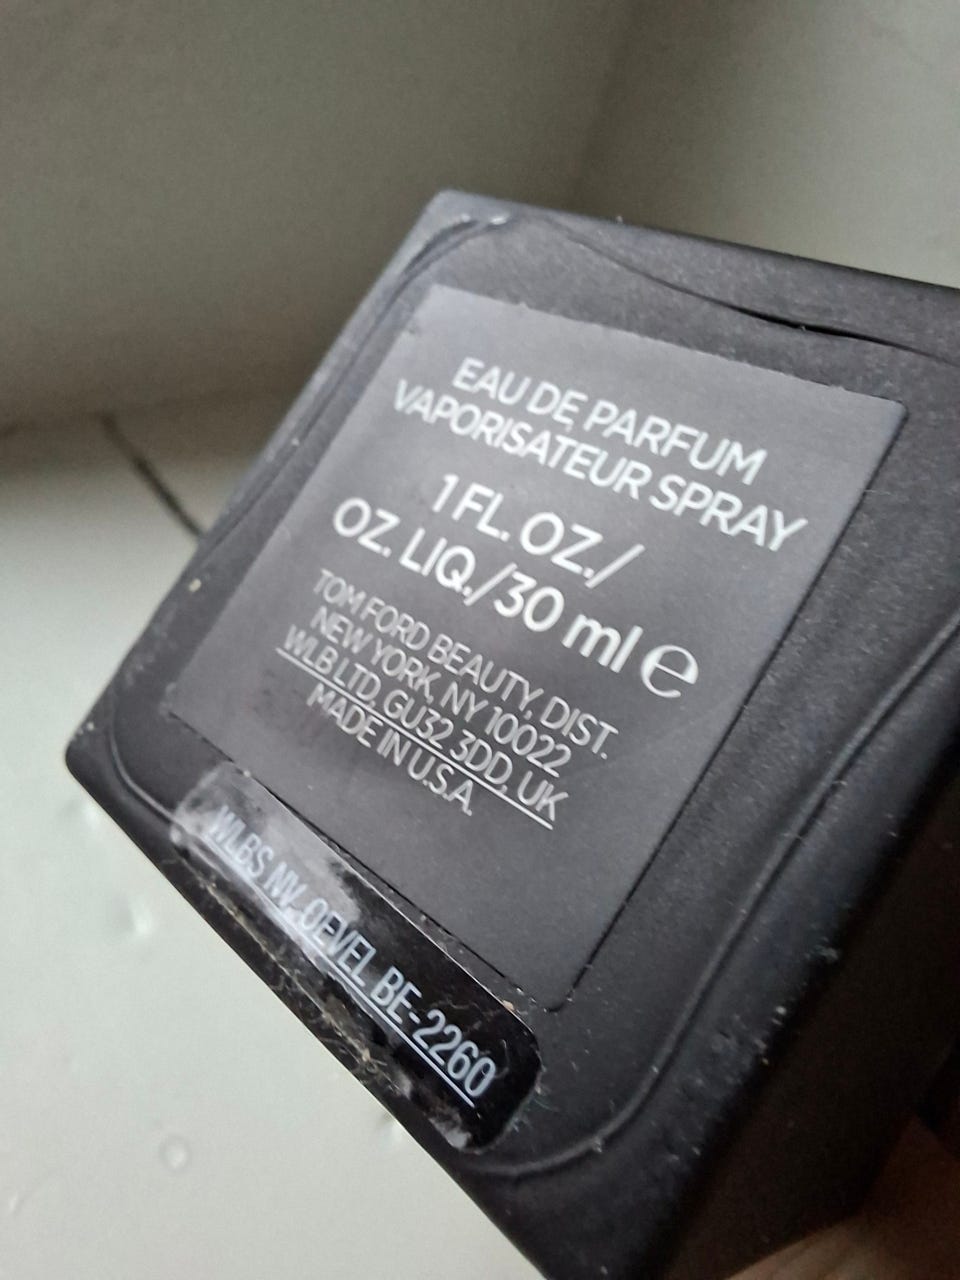 EAU DE PARFUM
VAPORISATEUR SPRAY
1 FL. OZ./
OZ. LIQ./30 ml ℮
TOM FORD BEAUTY, DIST.
NEW YORK, NY 10022
WLB LTD, GU32 3DD, UK
MADE IN U.S.A.
WLBS NV, OEVEL BE-2260